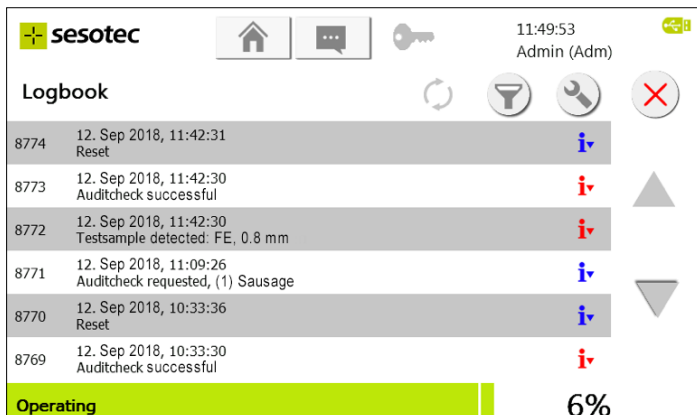 sesotec
11:49:53
Admin (Adm)
Logbook
8774
12. Sep 2018, 11:42:31
Reset
8773
12. Sep 2018, 11:42:30
Auditcheck successful
8772
12. Sep 2018, 11:42:30
Testsample detected: FE, 0.8 mm
8771
12. Sep 2018, 11:09:26
Auditcheck requested, (1) Sausage
8770
12. Sep 2018, 10:33:36
Reset
8769
12. Sep 2018, 10:33:30
Auditcheck successful
Operating
6%